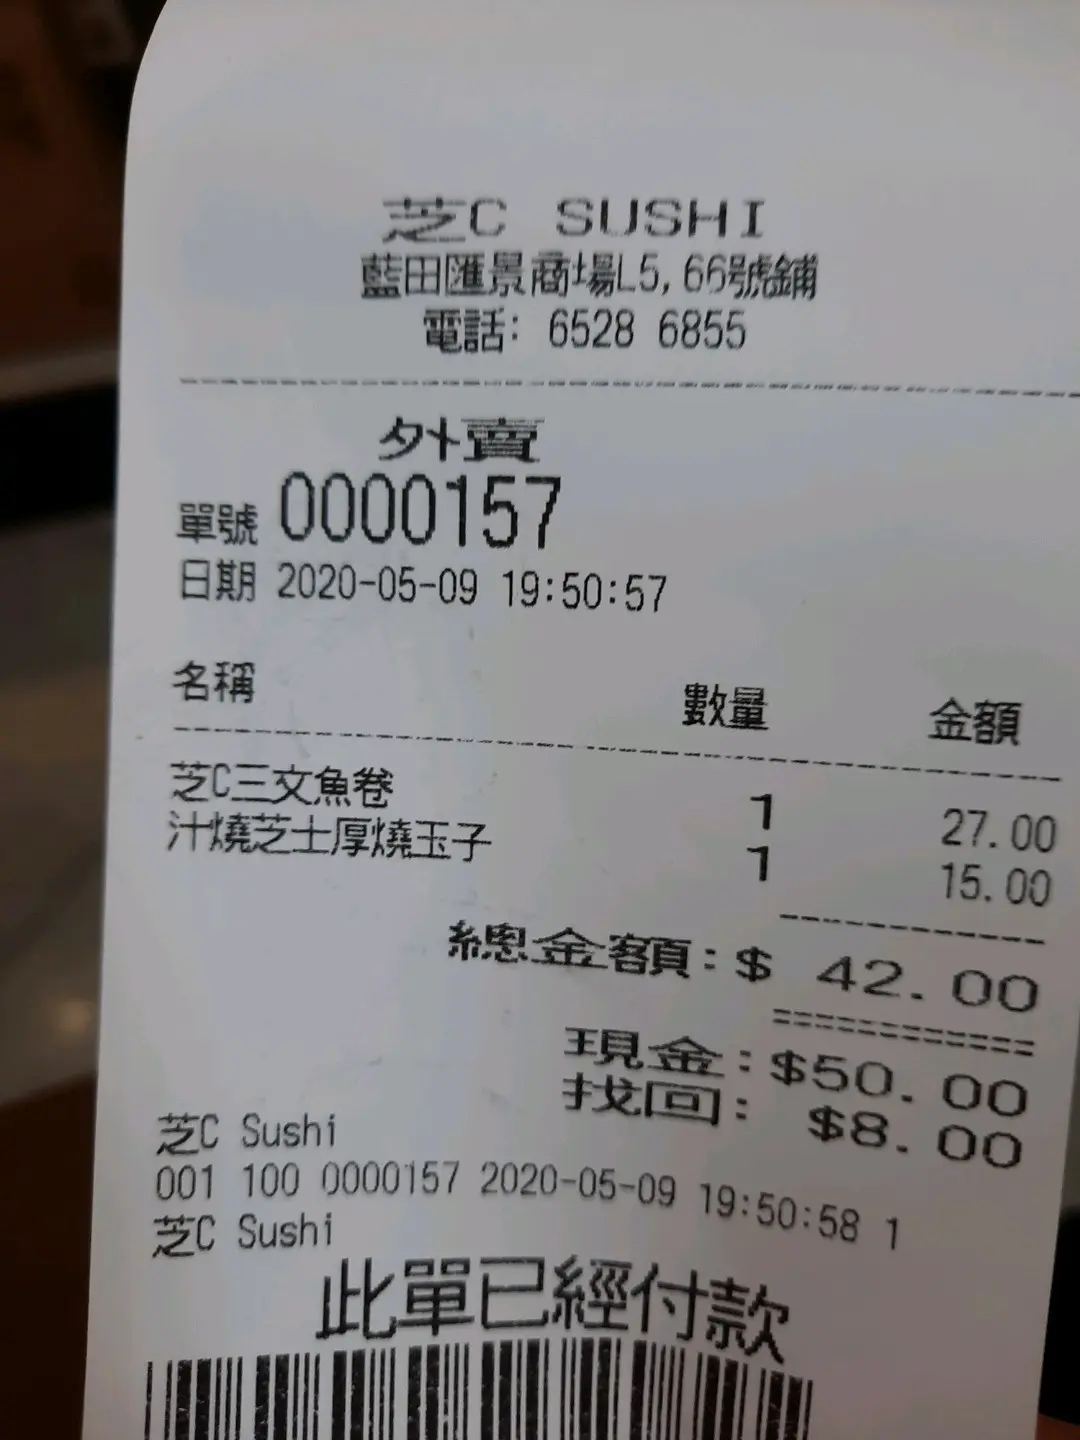 芝C SUSHI
藍田匯景商場L5,66號舖
電話: 6528 6855
外賣
單號 0000157
日期 2020-05-09 19:50:57
名稱 數量 金額
芝C三文魚卷 1 27.00
汁燒芝士厚燒玉子 1 15.00
總金額:$ 42.00
現金:$50.00
找回: $8.00
芝C Sushi
001 100 0000157 2020-05-09 19:50:58 1
芝C Sushi
此單已經付款